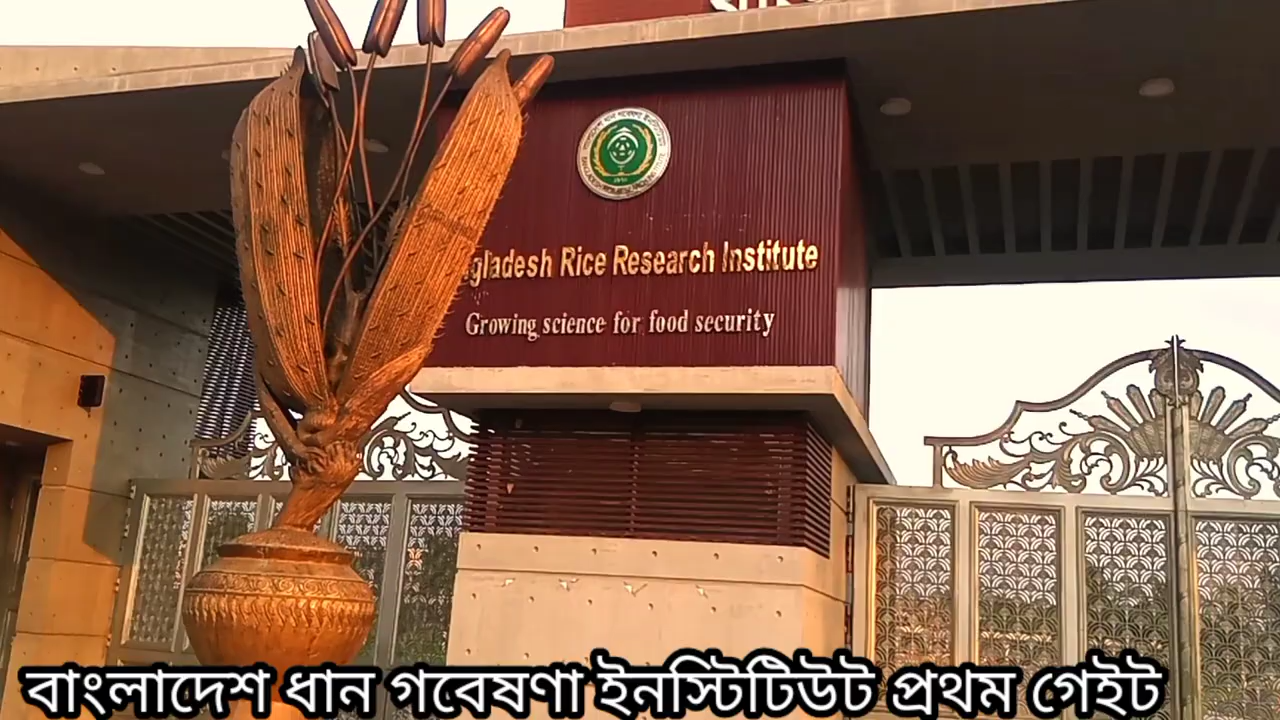 gladesh Rice Research Institute
Growing science for food security
বাংলাদেশ ধান গবেষণা ইনস্টিটিউট প্রথম গেইট